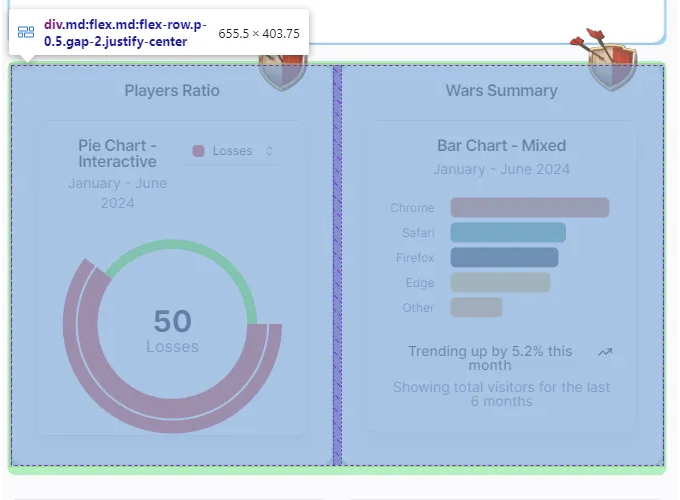 div.md:flex.md:flex-row.p-
0.5.gap-2.justify-center
655.5 × 403.75
Players Ratio
Pie Chart -
Interactive
Losses
January - June
2024
50
Losses
Wars Summary
Bar Chart - Mixed
January - June 2024
Chrome
Safari
Firefox
Edge
Other
Trending up by 5.2% this
month
Showing total visitors for the last
6 months